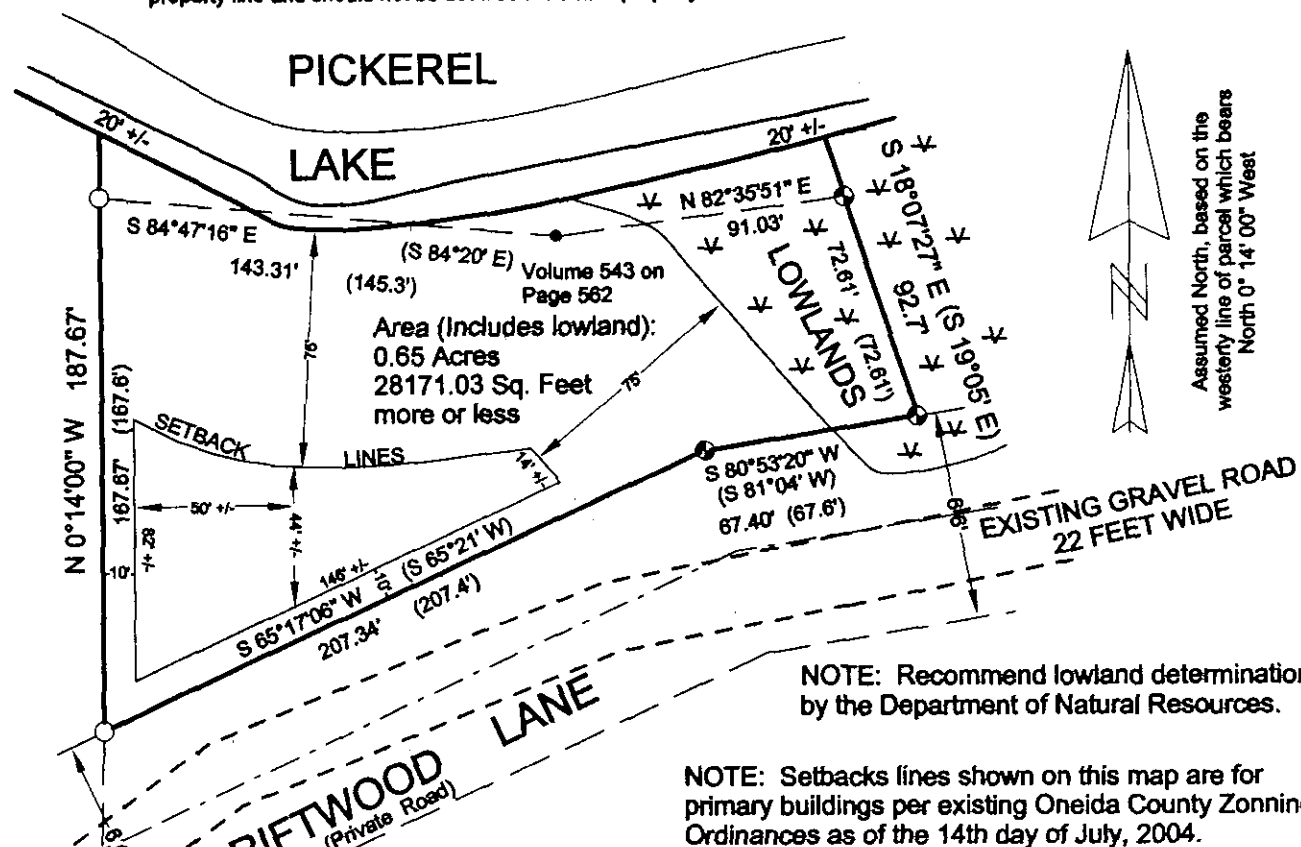 PICKEREL
LAKE
20' +/-
20' +/-
S 84°47'16" E
143.31'
(S 84°20' E)
(145.3')
N 82°35'51" E
91.03'
Volume 543 on
Page 562
Area (Includes lowland):
0.65 Acres
28171.03 Sq. Feet
more or less
LOWLANDS
72.61'
(72.61')
S 18°07'27" E (S 19°05' E)
92.7'
Assumed North, based on the
westerly line of parcel which bears
North 0° 14' 00" West
N
N 0°14'00" W 187.67'
167.67' (167.6')
SETBACK LINES
76'
75'
14' +/-
50' +/-
44' +/-
82' +/-
10'
146' +/-
10'
S 65°17'06" W (S 65°21' W)
207.34' (207.4')
S 80°53'20" W
(S 81°04' W)
67.40' (67.6')
EXISTING GRAVEL ROAD
22 FEET WIDE
RIFTWOOD LANE
(Private Road)
NOTE: Recommend lowland determination
by the Department of Natural Resources.
NOTE: Setbacks lines shown on this map are for
primary buildings per existing Oneida County Zonnin
Ordinances as of the 14th day of July, 2004.